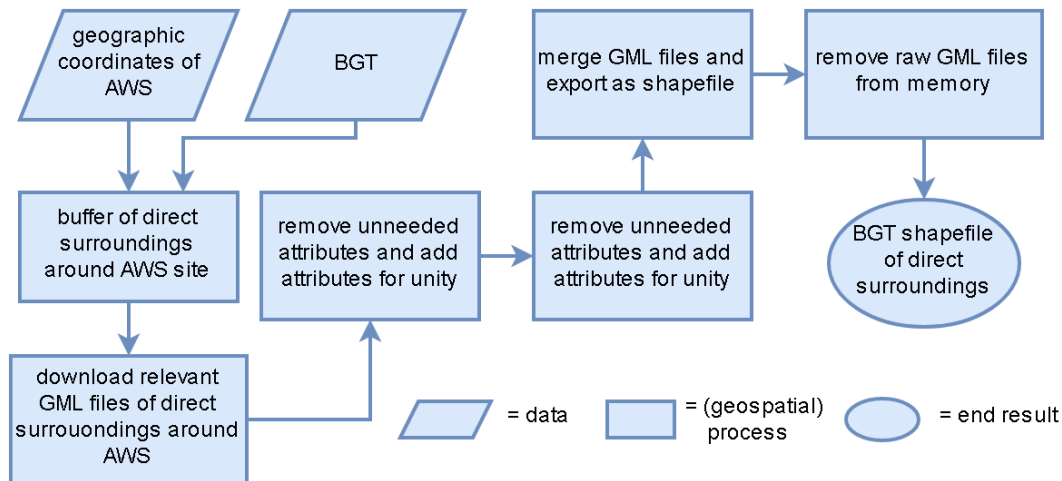 geographic
coordinates of
AWS
BGT
buffer of direct
surroundings
around AWS site
download relevant
GML files of direct
surrouondings around
AWS
remove unneeded
attributes and add
attributes for unity
remove unneeded
attributes and add
attributes for unity
merge GML files and
export as shapefile
remove raw GML files
from memory
BGT shapefile
of direct
surroundings
= data
= (geospatial)
process
= end result